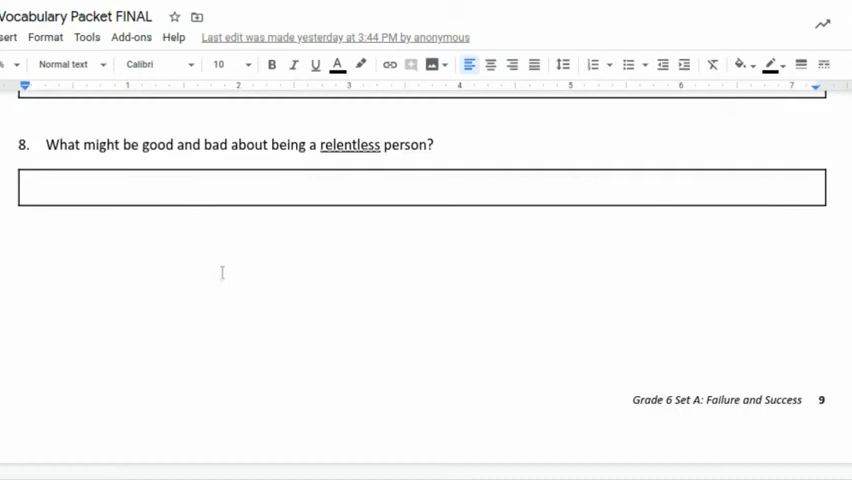 Vocabulary Packet FINAL
sert Format Tools Add-ons Help Last edit was made yesterday at 3:44 PM by anonymous
% Normal text Calibri 10 B I U A
1 2 3 4 5 6 7
8. What might be good and bad about being a relentless person?
Grade 6 Set A: Failure and Success 9